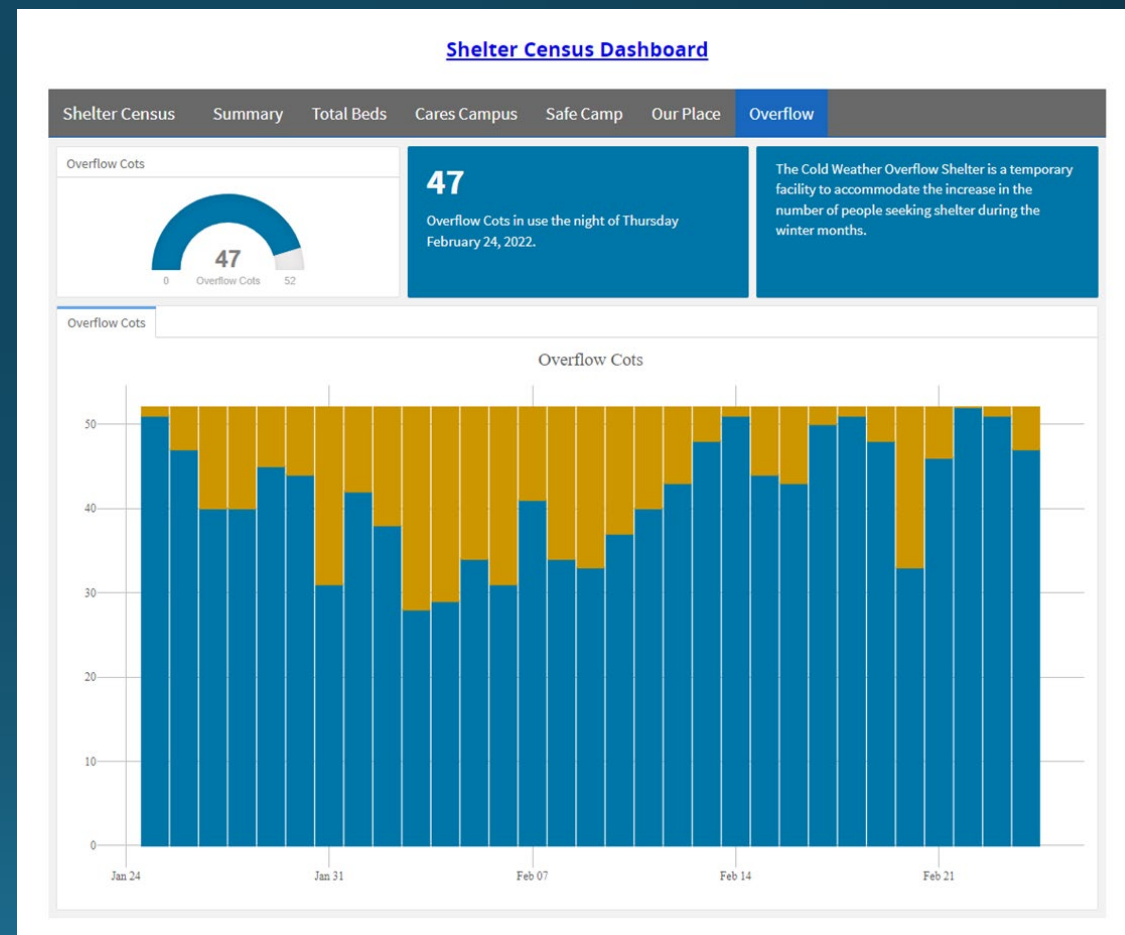 Shelter Census Dashboard
Shelter Census Summary Total Beds Cares Campus Safe Camp Our Place Overflow
Overflow Cots
47
0 Overflow Cots 52
47
Overflow Cots in use the night of Thursday
February 24, 2022.
The Cold Weather Overflow Shelter is a temporary
facility to accommodate the increase in the
number of people seeking shelter during the
winter months.
Overflow Cots
Overflow Cots
50
40
30
20
10
0
Jan 24 Jan 31 Feb 07 Feb 14 Feb 21